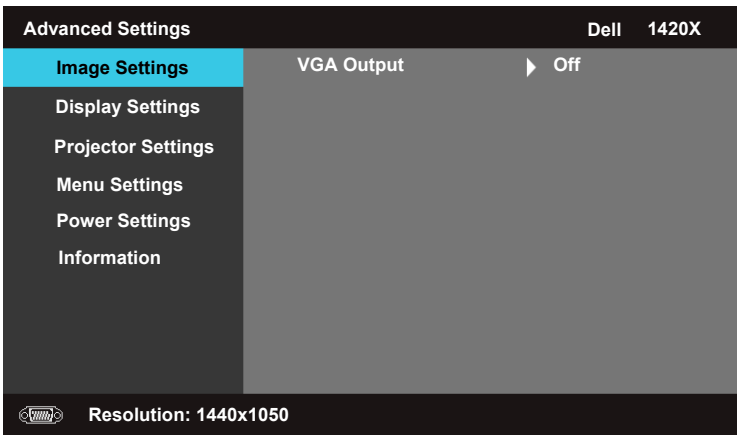 Advanced Settings Dell 1420X
Image Settings VGA Output Off
Display Settings
Projector Settings
Menu Settings
Power Settings
Information
Resolution: 1440x1050